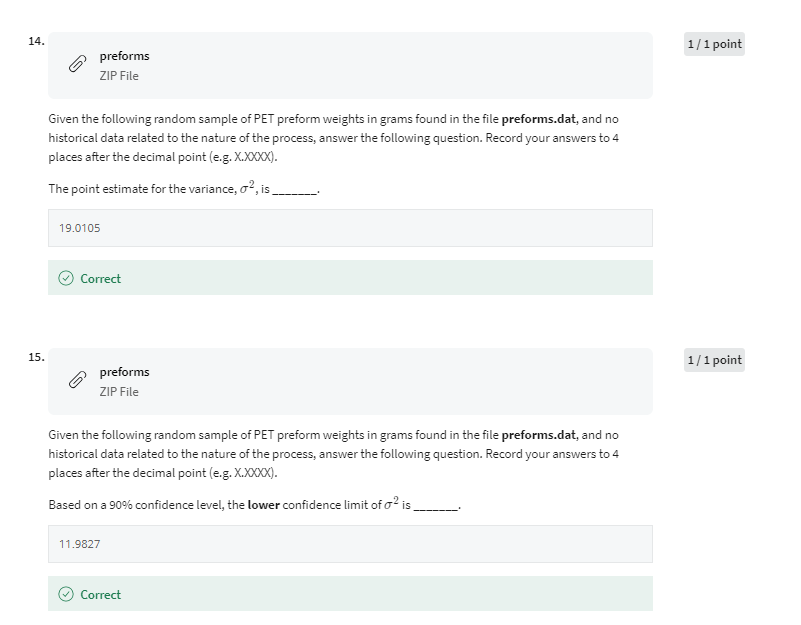 14.
preforms
ZIP File
1 / 1 point
Given the following random sample of PET preform weights in grams found in the file preforms.dat, and no
historical data related to the nature of the process, answer the following question. Record your answers to 4
places after the decimal point (e.g. X.XXXX).
The point estimate for the variance, σ², is _______.
19.0105
Correct
15.
preforms
ZIP File
1 / 1 point
Given the following random sample of PET preform weights in grams found in the file preforms.dat, and no
historical data related to the nature of the process, answer the following question. Record your answers to 4
places after the decimal point (e.g. X.XXXX).
Based on a 90% confidence level, the lower confidence limit of σ² is _______.
11.9827
Correct